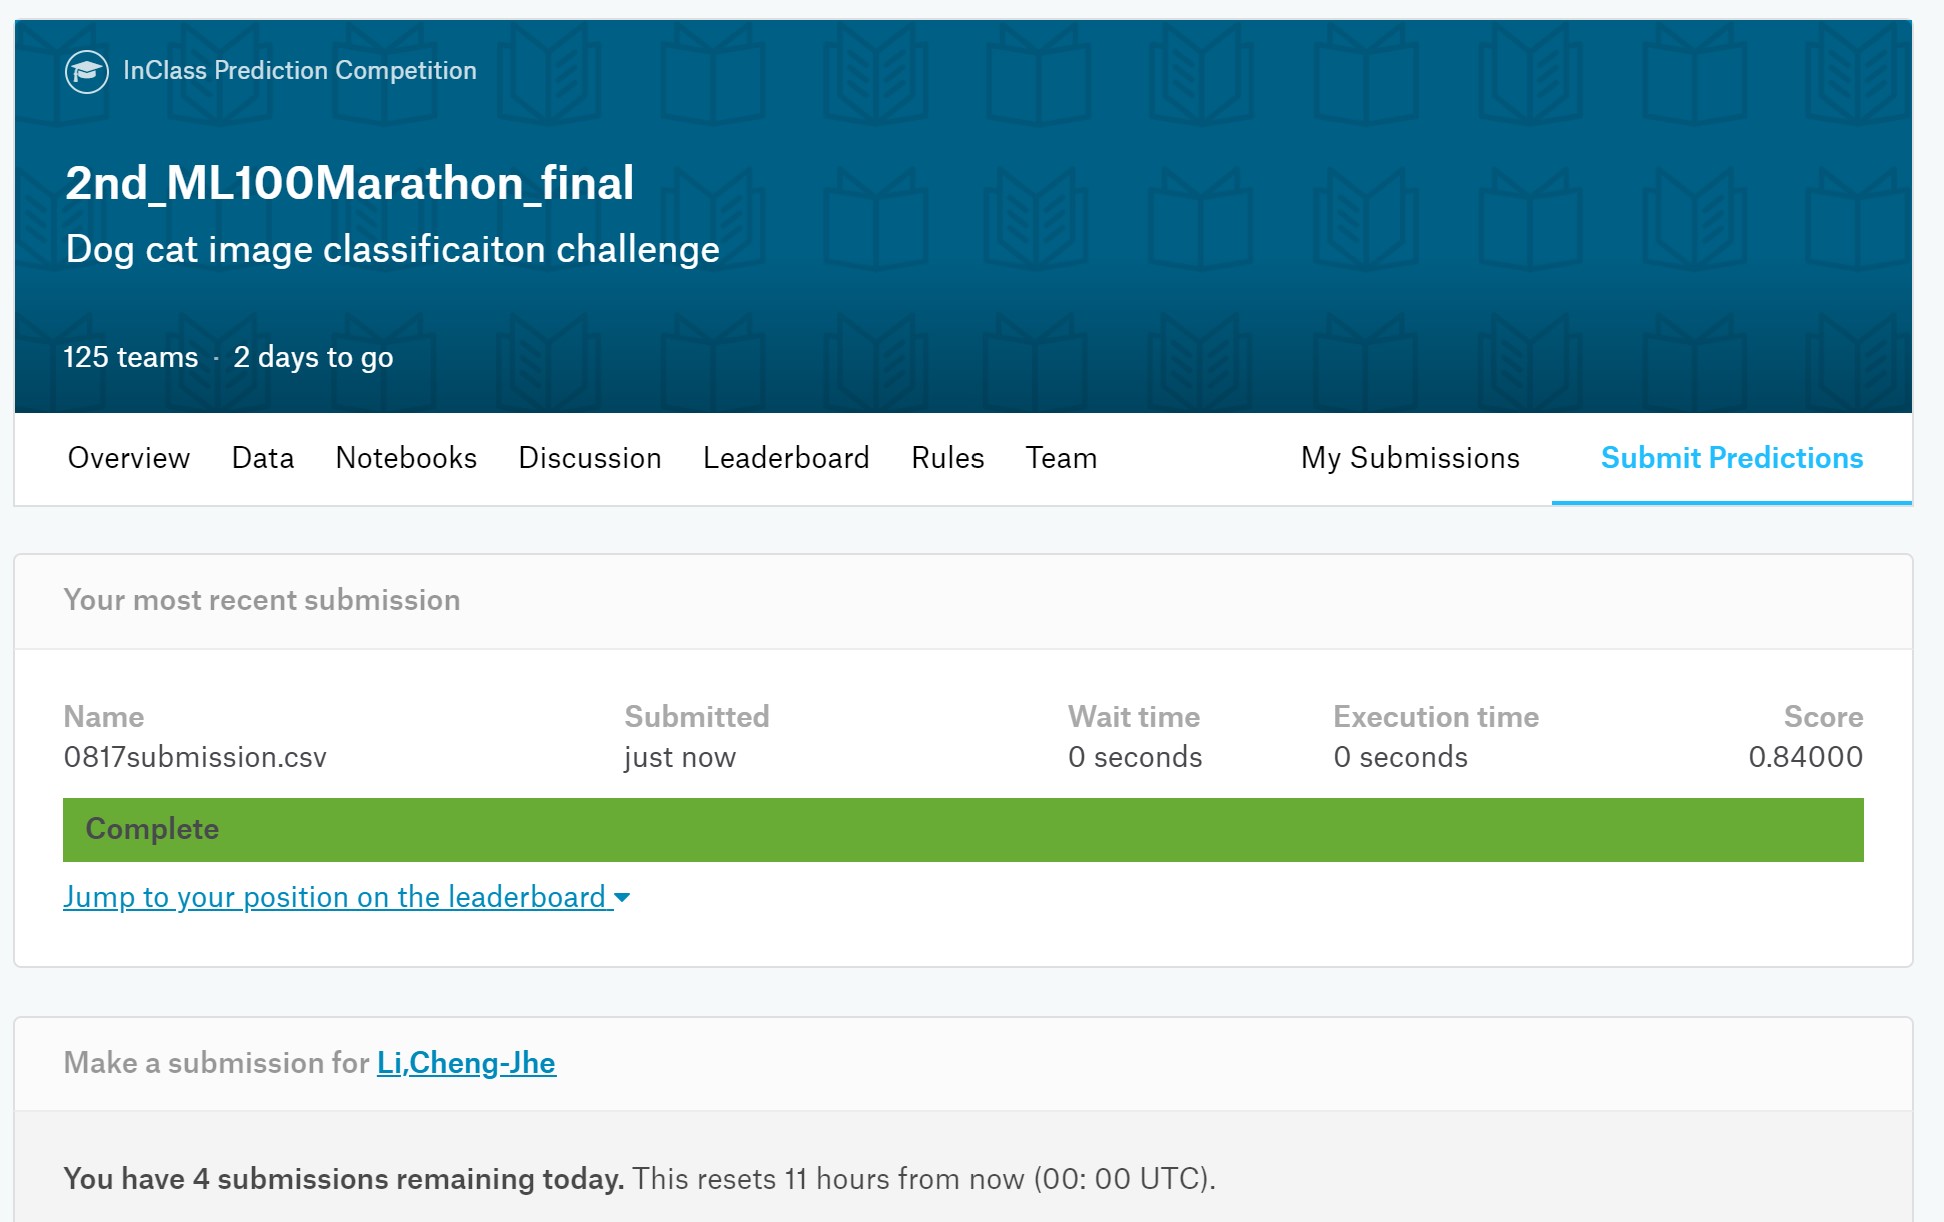 InClass Prediction Competition
2nd_ML100Marathon_final
Dog cat image classificaiton challenge
125 teams · 2 days to go
Overview Data Notebooks Discussion Leaderboard Rules Team My Submissions Submit Predictions
Your most recent submission
Name Submitted Wait time Execution time Score
0817submission.csv just now 0 seconds 0 seconds 0.84000
Complete
Jump to your position on the leaderboard
Make a submission for Li,Cheng-Jhe
You have 4 submissions remaining today. This resets 11 hours from now (00: 00 UTC).